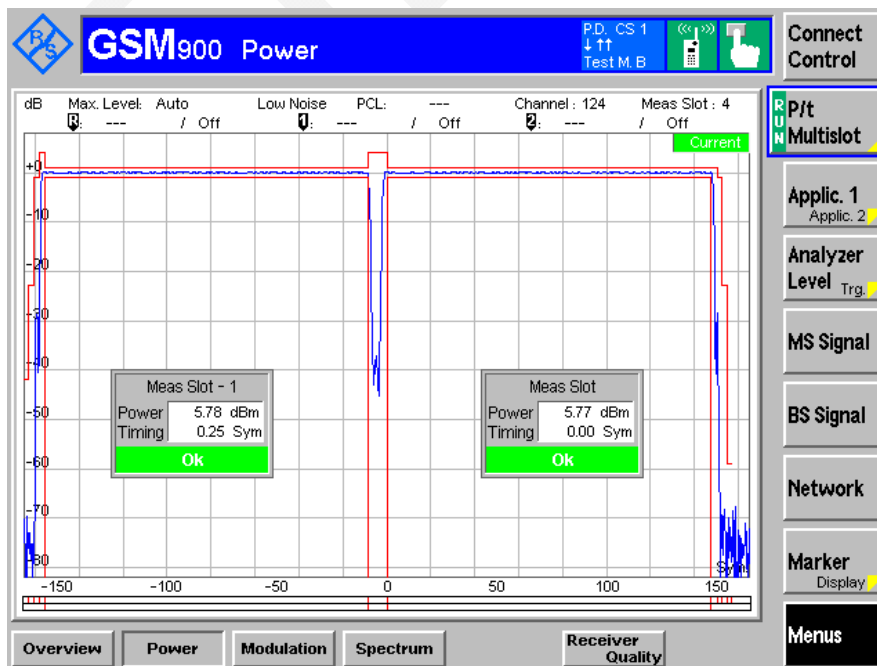 R&S
GSM900 Power
P.D. CS 1
↓ ↑↑
Test M. B
Connect
Control
dB Max. Level: Auto Low Noise PCL: --- Channel : 124 Meas Slot : 4
R: --- / Off 1: --- / Off 2: --- / Off
Current
RUN
P/t
Multislot
Applic. 1
Applic. 2
Analyzer
Level Trg.
MS Signal
BS Signal
Network
Marker
Display
Menus
+0
-10
-20
-30
-40
-50
-60
-70
-80
Meas Slot - 1
Power 5.78 dBm
Timing 0.25 Sym
Ok
Meas Slot
Power 5.77 dBm
Timing 0.00 Sym
Ok
Sym.
-150 -100 -50 0 50 100 150
Overview Power Modulation Spectrum Receiver
Quality